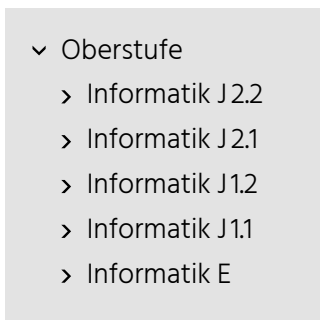 Oberstufe
Informatik J2.2
Informatik J2.1
Informatik J1.2
Informatik J1.1
Informatik E